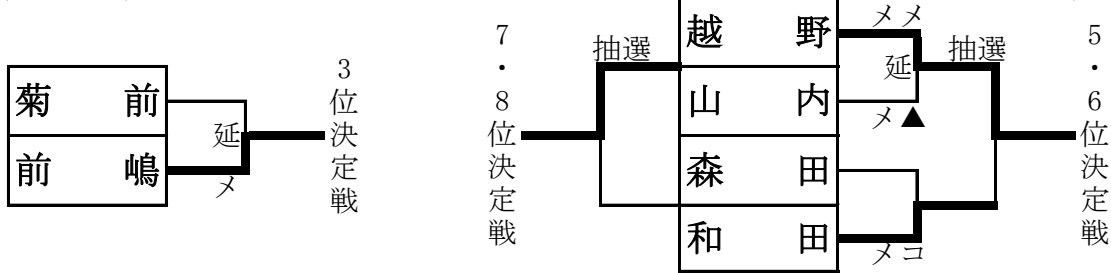 菊前
前嶋
延
メ
3位決定戦
7・8位決定戦
抽選
越野
山内
森田
和田
メメ
延
メ▲
メコ
抽選
5・6位決定戦